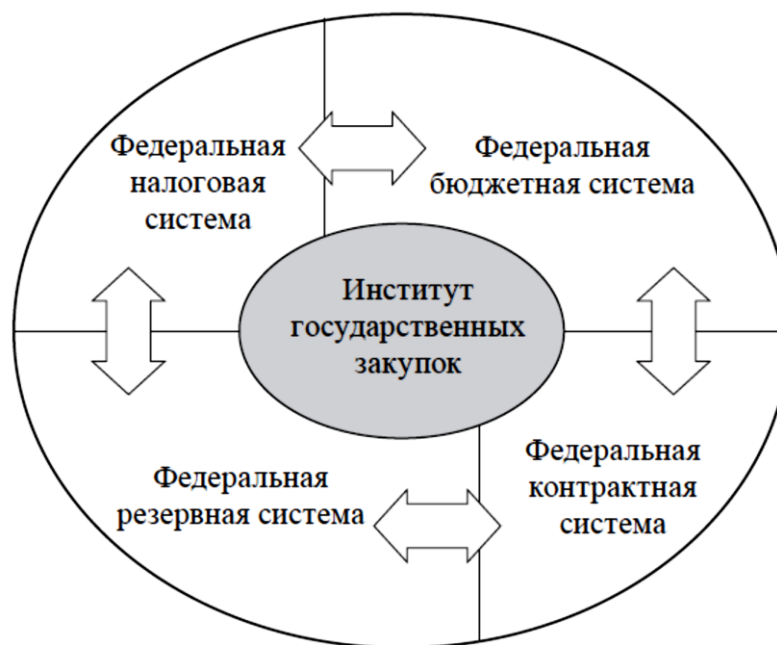 Федеральная
налоговая
система
Федеральная
бюджетная система
Институт
государственных
закупок
Федеральная
резервная система
Федеральная
контрактная
система